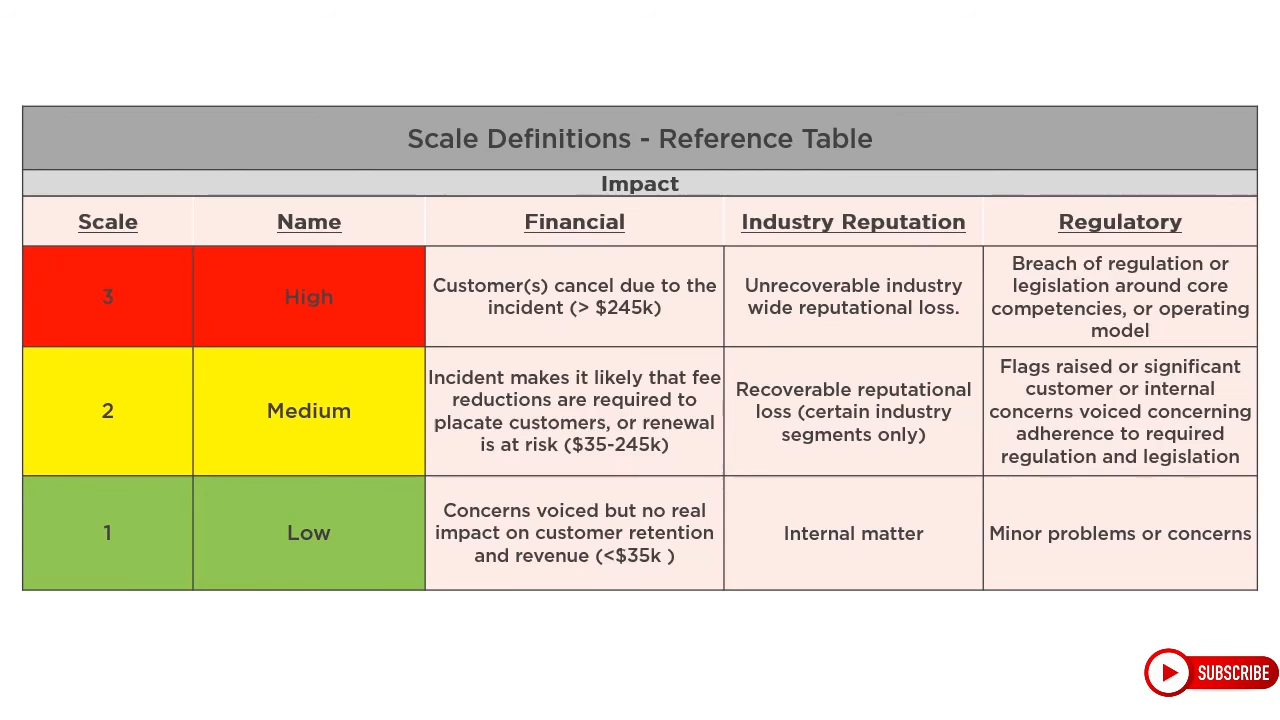 Scale Definitions - Reference Table
Impact
Scale
Name
Financial
Industry Reputation
Regulatory
3
High
Customer(s) cancel due to the
incident (> $245k)
Unrecoverable industry
wide reputational loss.
Breach of regulation or
legislation around core
competencies, or operating
model
2
Medium
Incident makes it likely that fee
reductions are required to
placate customers, or renewal
is at risk ($35-245k)
Recoverable reputational
loss (certain industry
segments only)
Flags raised or significant
customer or internal
concerns voiced concerning
adherence to required
regulation and legislation
1
Low
Concerns voiced but no real
impact on customer retention
and revenue (<$35k )
Internal matter
Minor problems or concerns
SUBSCRIBE